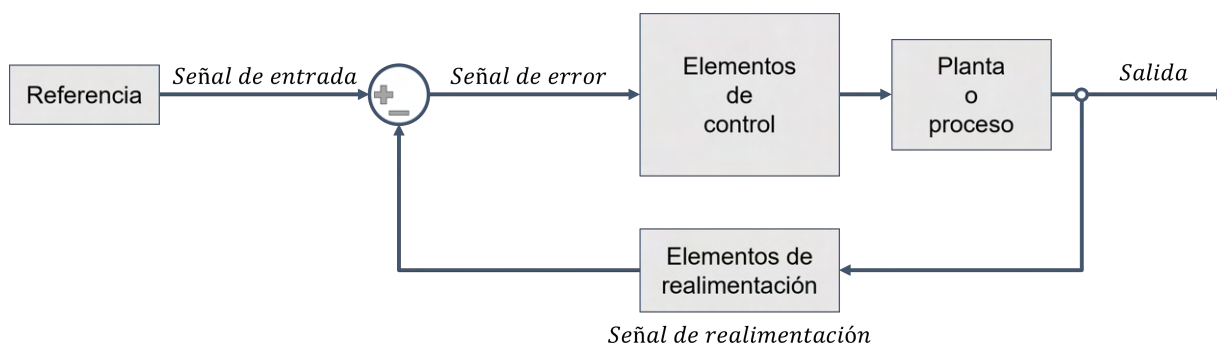 Referencia
Señal de entrada
Señal de error
Elementos
de
control
Planta
o
proceso
Salida
Elementos de
realimentación
Señal de realimentación